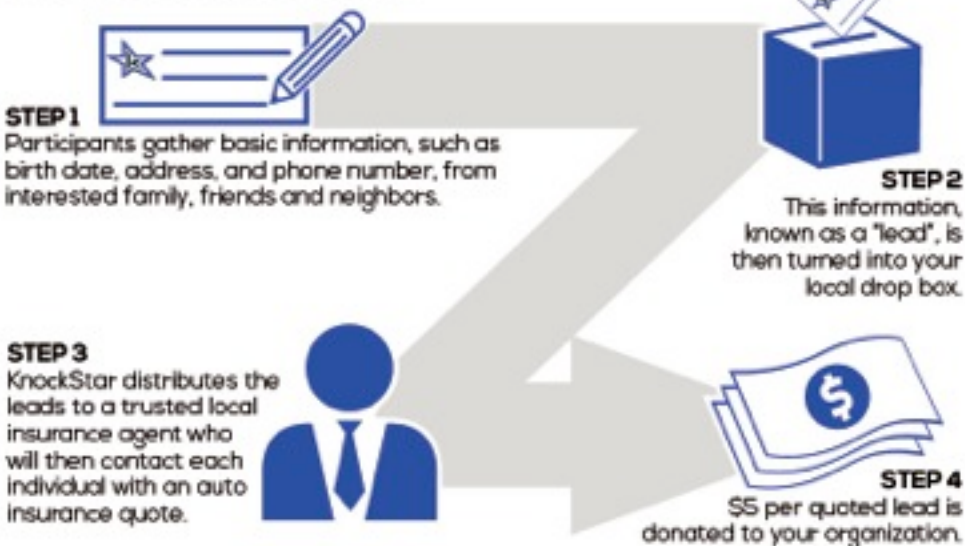 STEP 1
Participants gather basic information, such as
birth date, address, and phone number, from
interested family, friends and neighbors.
STEP 2
This information,
known as a "lead", is
then turned into your
local drop box.
STEP 3
KnockStar distributes the
leads to a trusted local
insurance agent who
will then contact each
individual with an auto
insurance quote.
$
STEP 4
$5 per quoted lead is
donated to your organization.